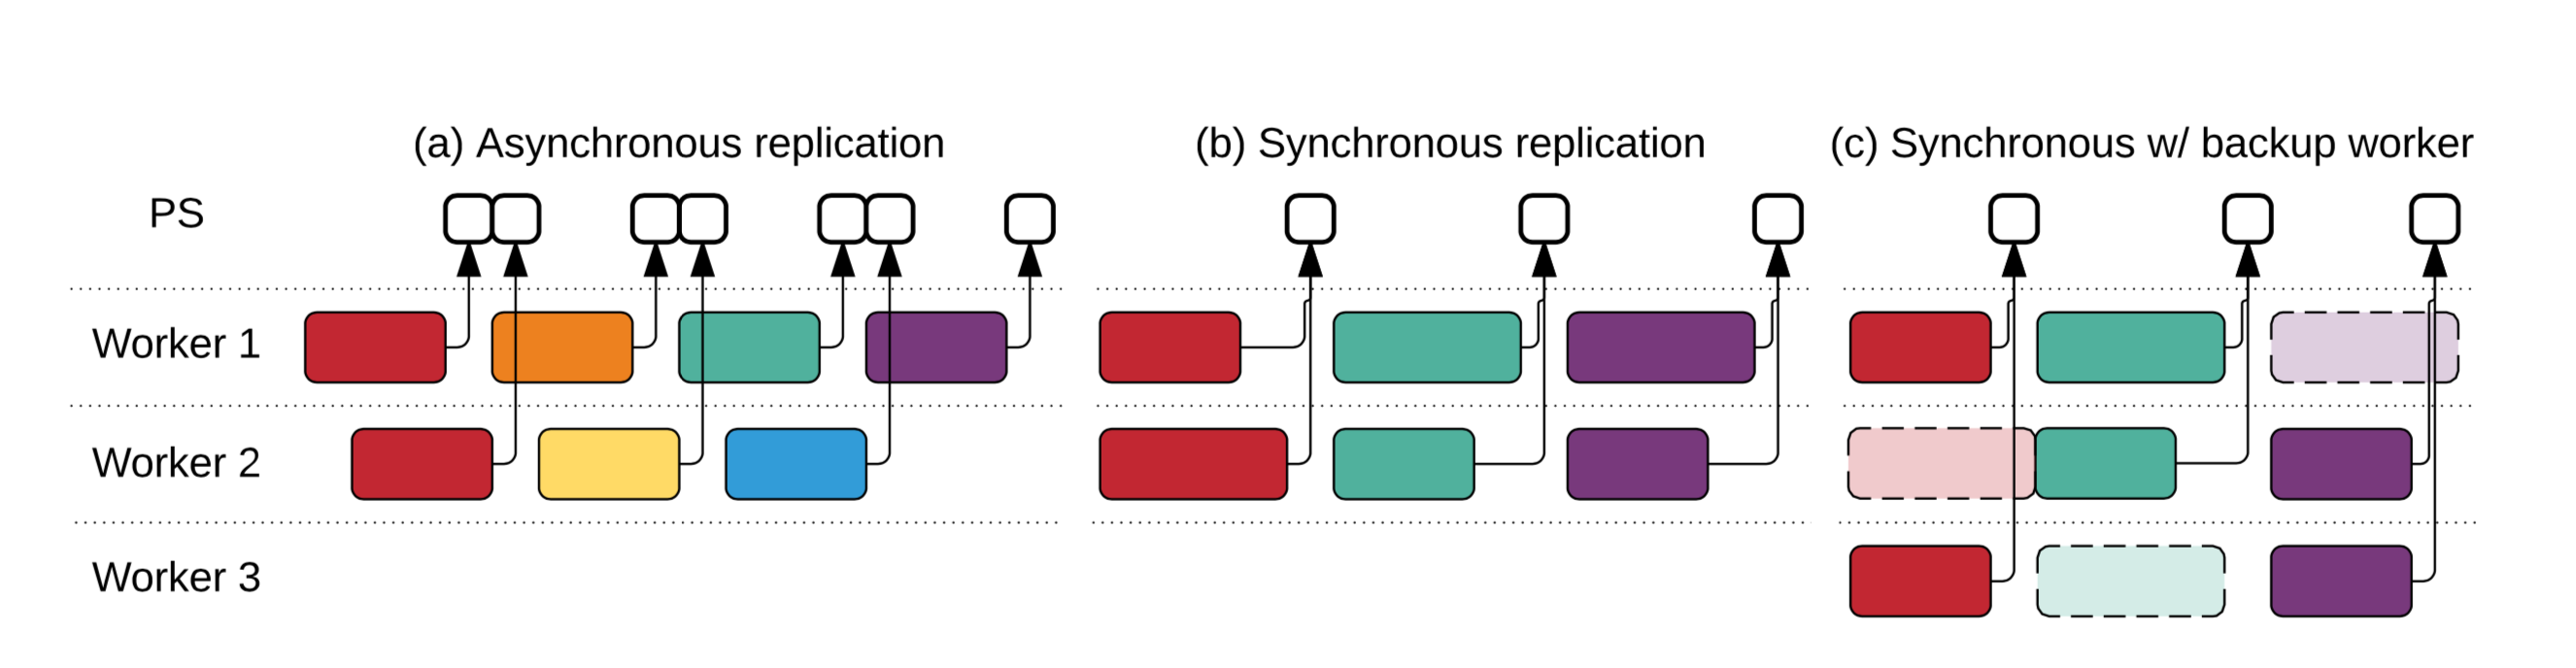 (a) Asynchronous replication
(b) Synchronous replication
(c) Synchronous w/ backup worker
PS
Worker 1
Worker 2
Worker 3